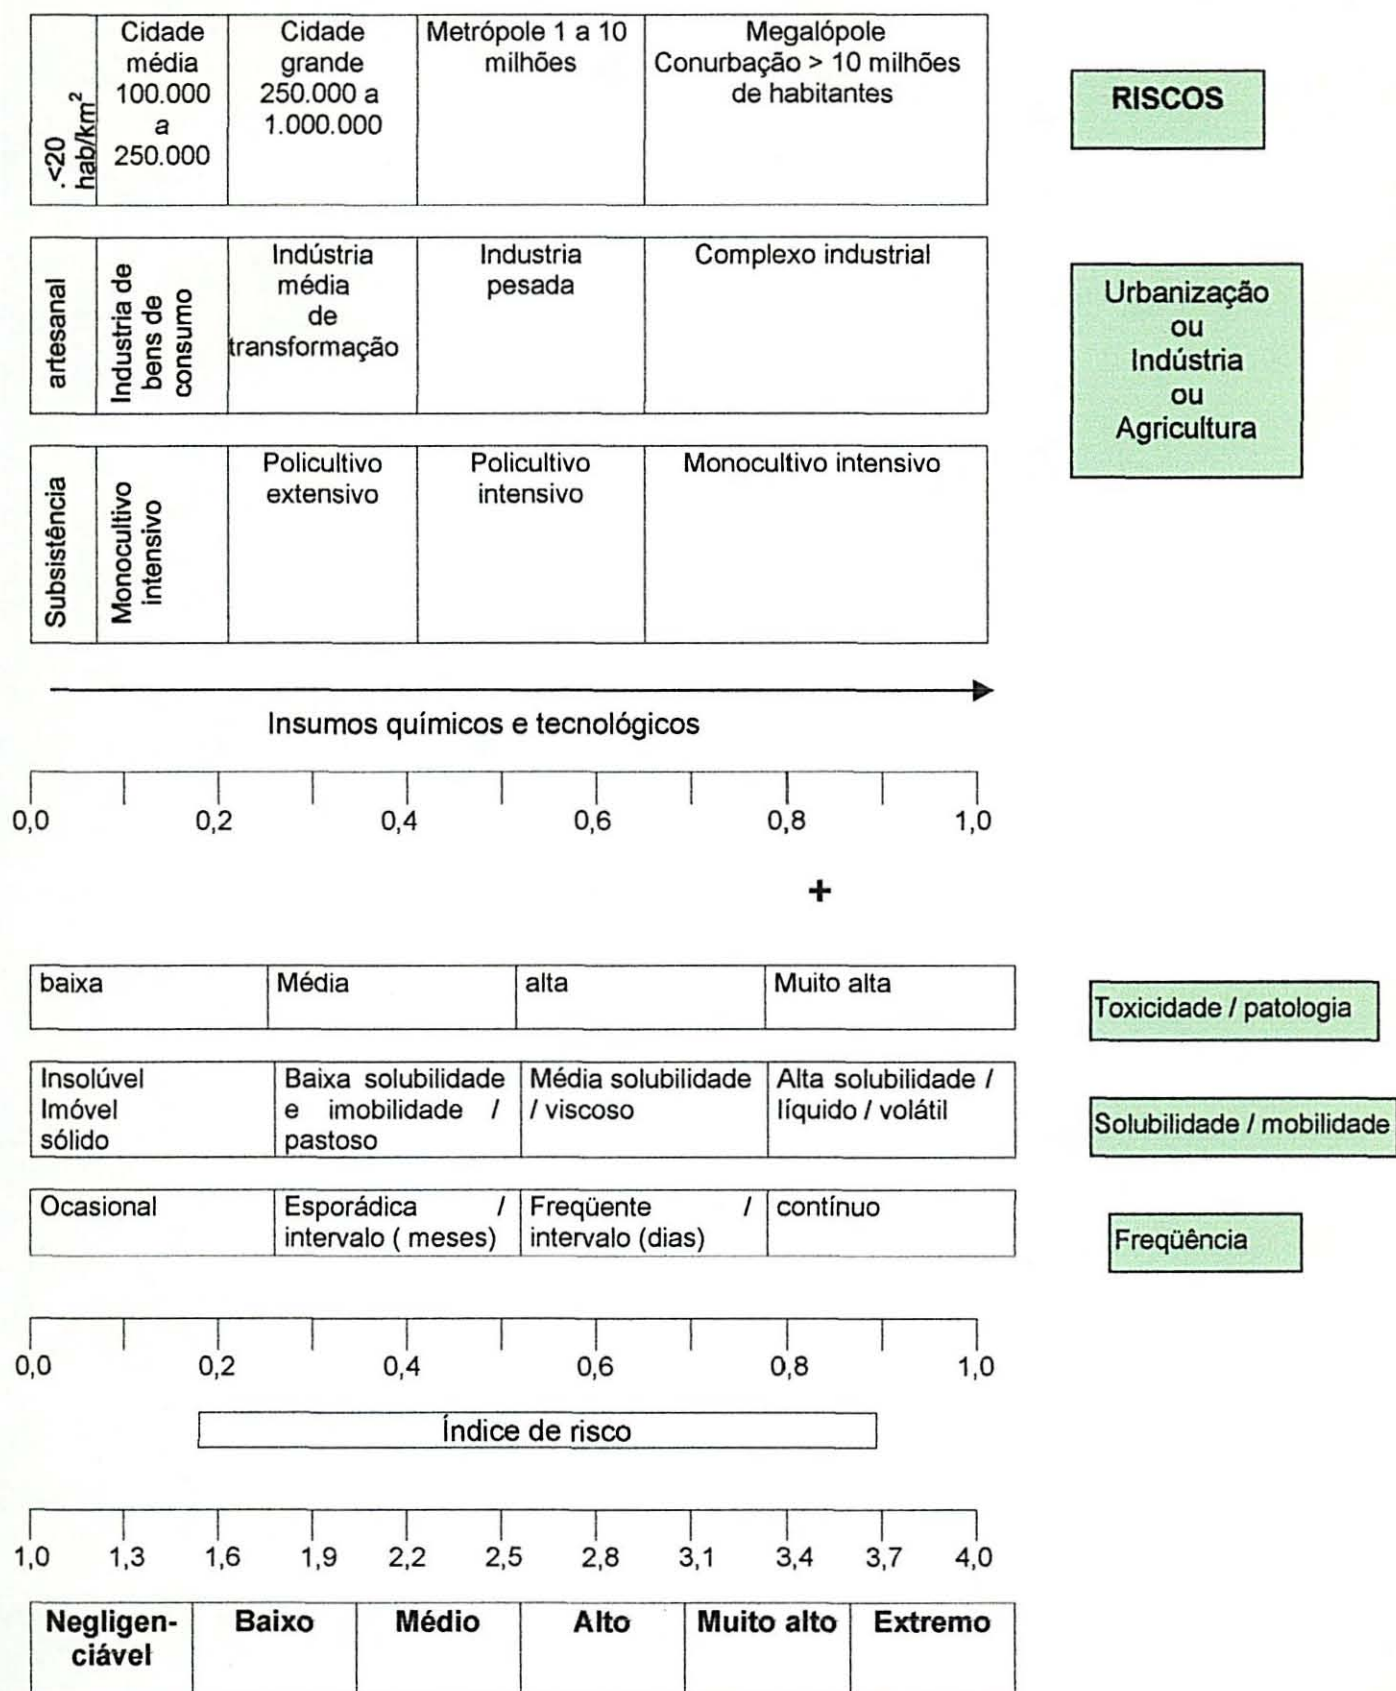 Cidade
média
100.000
a
250.000
Cidade
grande
250.000 a
1.000.000
Metrópole 1 a 10
milhões
Megalópole
Conurbação > 10 milhões
de habitantes
.<20
hab/km²
RISCOS
artesanal
Industria de
bens de
consumo
Indústria
média
de
transformação
Industria
pesada
Complexo industrial
Urbanização
ou
Indústria
ou
Agricultura
Subsistência
Monocultivo
intensivo
Policultivo
extensivo
Policultivo
intensivo
Monocultivo intensivo
Insumos químicos e tecnológicos
0,0 0,2 0,4 0,6 0,8 1,0
+
baixa
Média
alta
Muito alta
Toxicidade / patologia
Insolúvel
Imóvel
sólido
Baixa solubilidade
e imobilidade /
pastoso
Média solubilidade
/ viscoso
Alta solubilidade /
líquido / volátil
Solubilidade / mobilidade
Ocasional
Esporádica /
intervalo ( meses)
Freqüente /
intervalo (dias)
contínuo
Freqüência
0,0 0,2 0,4 0,6 0,8 1,0
Índice de risco
1,0 1,3 1,6 1,9 2,2 2,5 2,8 3,1 3,4 3,7 4,0
Negligen-
ciável
Baixo
Médio
Alto
Muito alto
Extremo